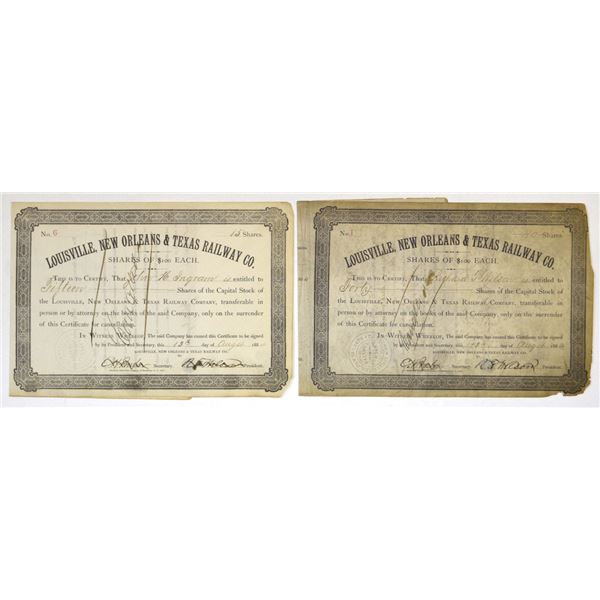 No. 6 15 Shares.
LOUISVILLE, NEW ORLEANS & TEXAS RAILWAY CO.
SHARES OF $100 EACH.
THIS IS TO CERTIFY, That H. Ingram is entitled to
Fifteen Shares of the Capital Stock of
the LOUISVILLE, NEW ORLEANS & TEXAS RAILWAY COMPANY, transferable in
person or by attorney on the books of the said Company, only on the surrender
of this Certificate for cancellation.
IN WITNESS WHEREOF, The said Company has caused this Certificate to be signed
by its President and Secretary, this 13th day of August 188
LOUISVILLE, NEW ORLEANS & TEXAS RAILWAY CO.
Secretary. President.
No. 1 Shares.
LOUISVILLE, NEW ORLEANS & TEXAS RAILWAY CO.
SHARES OF $100 EACH.
THIS IS TO CERTIFY, That Wilson is entitled to
Forty Shares of the Capital Stock of
the LOUISVILLE, NEW ORLEANS & TEXAS RAILWAY COMPANY, transferable in
person or by attorney on the books of the said Company, only on the surrender
of this Certificate for cancellation.
IN WITNESS WHEREOF, The said Company has caused this Certificate to be signed
by its President and Secretary, this day of 188
LOUISVILLE, NEW ORLEANS & TEXAS RAILWAY CO.
Secretary. R. T. Wilson President.